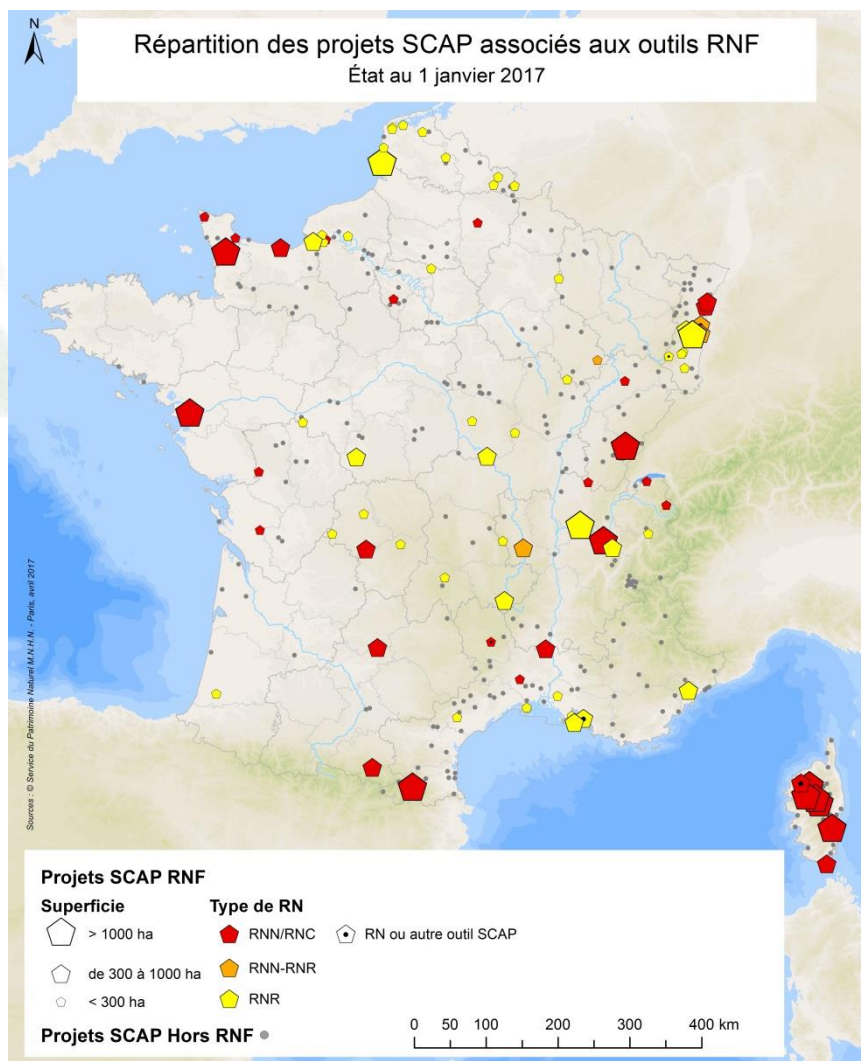 N
Répartition des projets SCAP associés aux outils RNF
État au 1 janvier 2017
Sources : © Service du Patrimoine Naturel M.N.H.N. - Paris, avril 2017
Projets SCAP RNF
Superficie
> 1000 ha
de 300 à 1000 ha
< 300 ha
Type de RN
RNN/RNC
RN ou autre outil SCAP
RNN-RNR
RNR
Projets SCAP Hors RNF
0 50 100 200 300 400 km